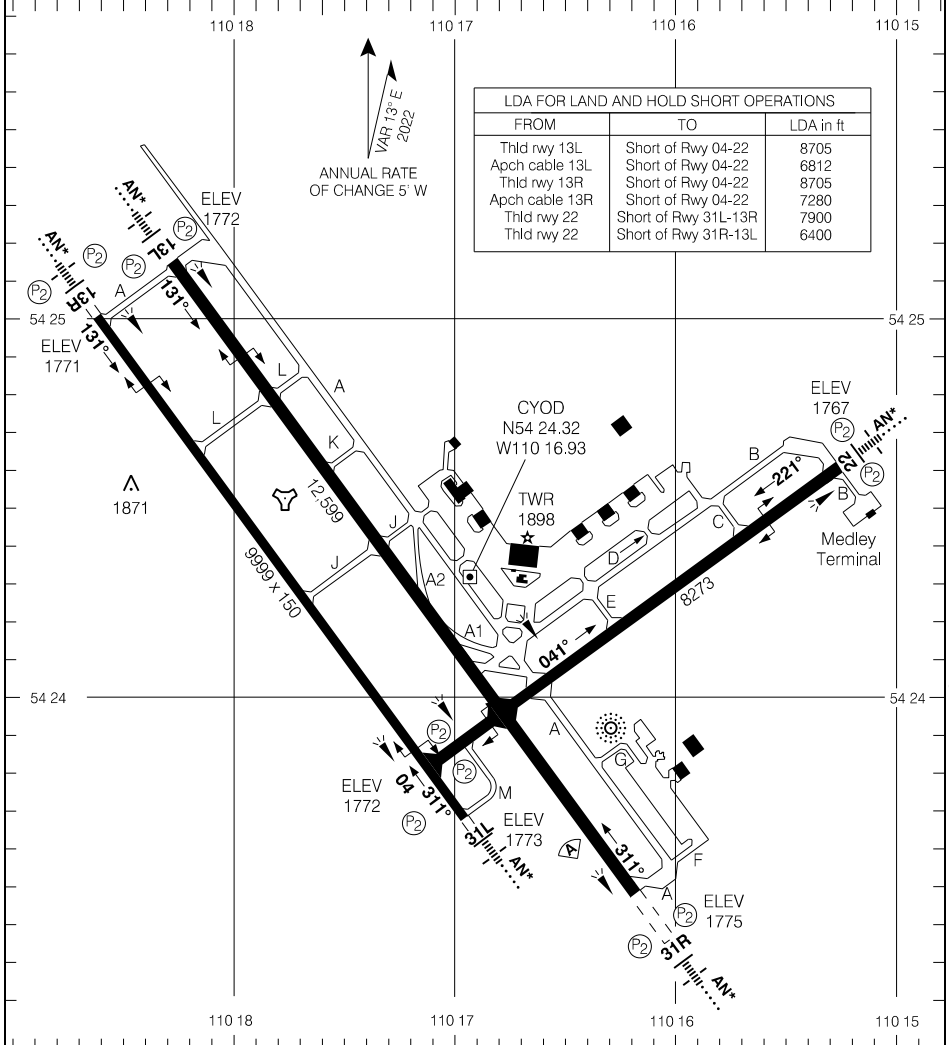 110 18
110 17
110 16
110 15
VAR 13° E
2022
ANNUAL RATE
OF CHANGE 5' W
LDA FOR LAND AND HOLD SHORT OPERATIONS
FROM TO LDA in ft
Thld rwy 13L Short of Rwy 04-22 8705
Apch cable 13L Short of Rwy 04-22 6812
Thld rwy 13R Short of Rwy 04-22 8705
Apch cable 13R Short of Rwy 04-22 7280
Thld rwy 22 Short of Rwy 31L-13R 7900
Thld rwy 22 Short of Rwy 31R-13L 6400
AN*
ELEV
1772
P2
13L
AN*
P2
P2
P2
13R
A
131°
131°
54 25
54 25
ELEV
1771
L
A
L
K
CYOD
N54 24.32
W110 16.93
ELEV
1767
P2
AN*
22
P2
B
221°
B
1871
12,599
TWR
1898
C
Medley
Terminal
J
J
D
A2
E
8273
9999 x 150
A1
041°
54 24
54 24
A
P2
G
P2
ELEV
1772
04
311°
M
P2
31L
ELEV
1773
AN*
A
311°
F
A
ELEV
1775
P2
P2
31R
AN*
110 18
110 17
110 16
110 15